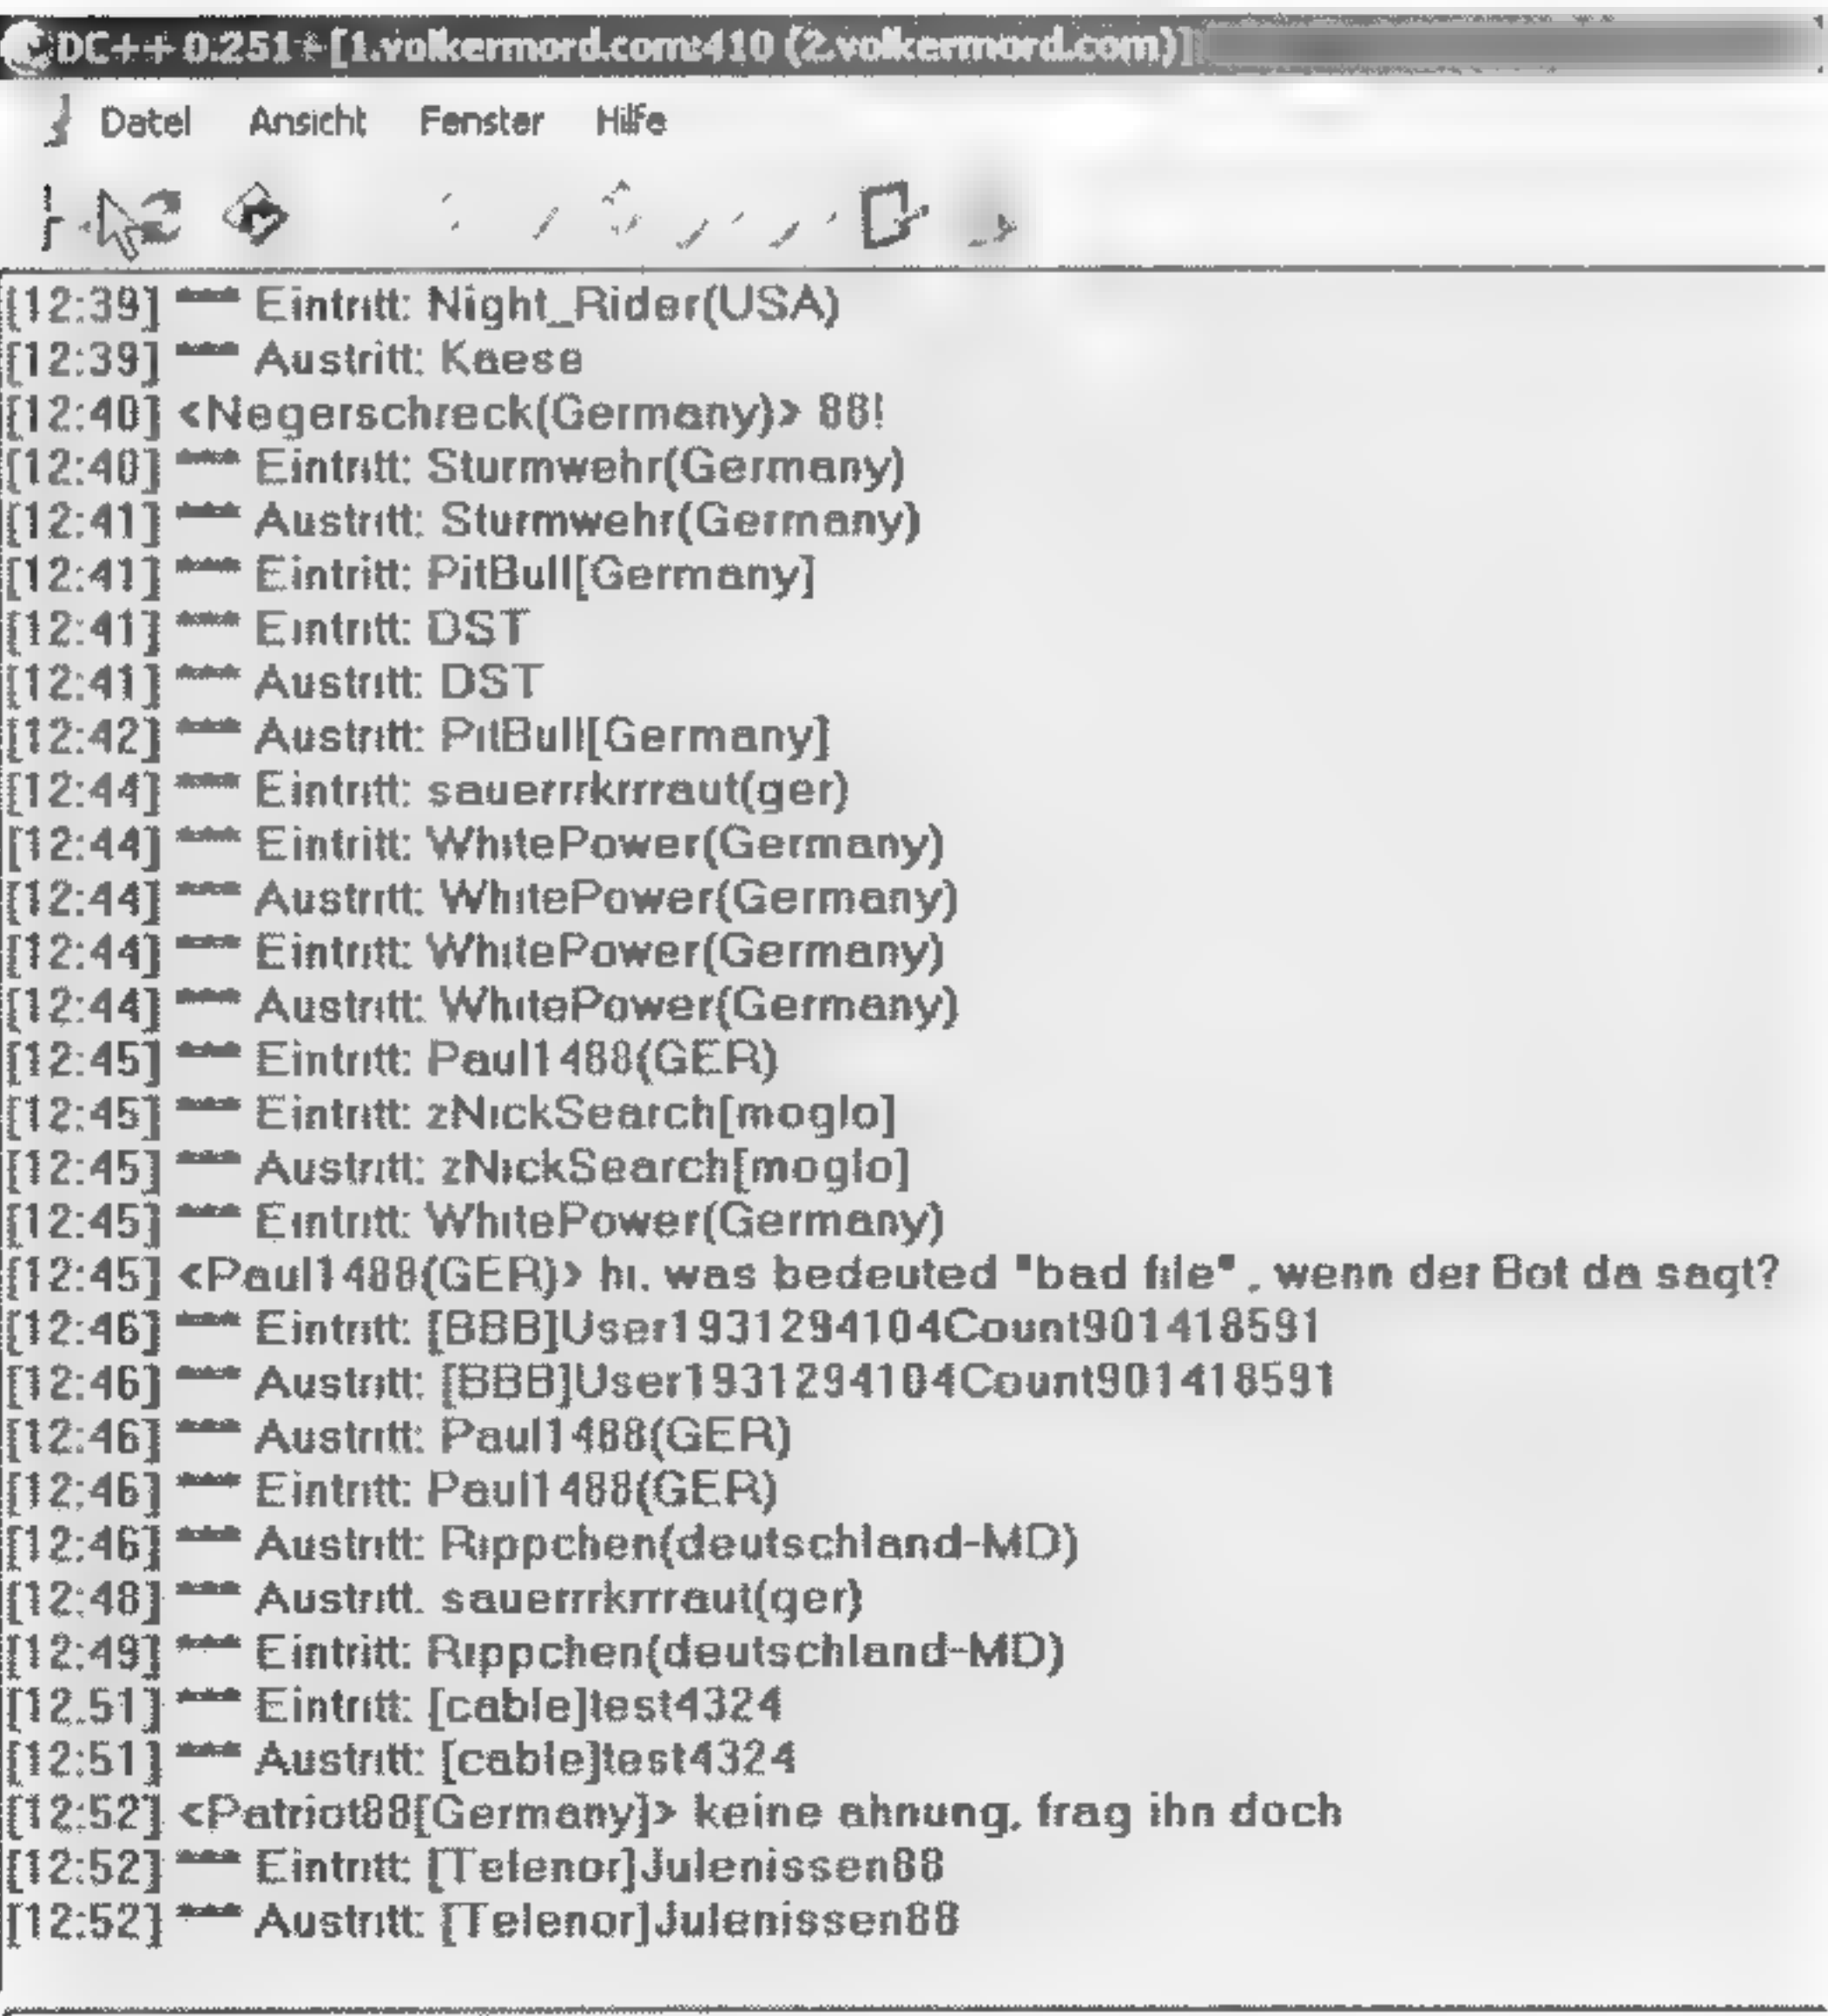 DC++ 0.251 - [1.volkermord.com:410 (2.volkermord.com)]
Datei Ansicht Fenster Hilfe
[12:39] *** Eintritt: Night_Rider(USA)
[12:39] *** Austritt: Kaese
[12:40] <Negerschreck(Germany)> 88!
[12:40] *** Eintritt: Sturmwehr(Germany)
[12:41] *** Austritt: Sturmwehr(Germany)
[12:41] *** Eintritt: PitBull[Germany]
[12:41] *** Eintritt: DST
[12:41] *** Austritt: DST
[12:42] *** Austritt: PitBull[Germany]
[12:44] *** Eintritt: sauerrrkrrraut(ger)
[12:44] *** Eintritt: WhitePower(Germany)
[12:44] *** Austritt: WhitePower(Germany)
[12:44] *** Eintritt: WhitePower(Germany)
[12:44] *** Austritt: WhitePower(Germany)
[12:45] *** Eintritt: Paul1488(GER)
[12:45] *** Eintritt: zNickSearch[moglo]
[12:45] *** Austritt: zNickSearch[moglo]
[12:45] *** Eintritt: WhitePower(Germany)
[12:45] <Paul1488(GER)> hi, was bedeuted "bad file", wenn der Bot da sagt?
[12:46] *** Eintritt: [BBB]User1931294104Count901418591
[12:46] *** Austritt: [BBB]User1931294104Count901418591
[12:46] *** Austritt: Paul1488(GER)
[12:46] *** Eintritt: Paul1488(GER)
[12:46] *** Austritt: Rippchen(deutschland-MD)
[12:48] *** Austritt: sauerrrkrrraut(ger)
[12:49] *** Eintritt: Rippchen(deutschland-MD)
[12:51] *** Eintritt: [cable]test4324
[12:51] *** Austritt: [cable]test4324
[12:52] <Patriot88[Germany]> keine ahnung, frag ihn doch
[12:52] *** Eintritt: [Telenor]Julenissen88
[12:52] *** Austritt: [Telenor]Julenissen88